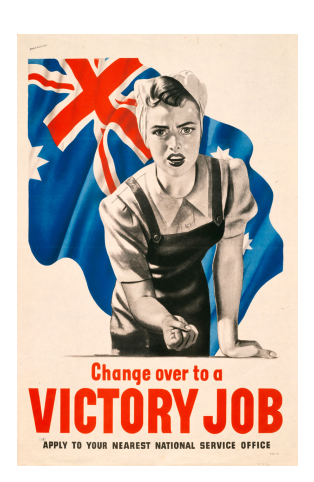 Change over to a
VICTORY JOB
APPLY TO YOUR NEAREST NATIONAL SERVICE OFFICE